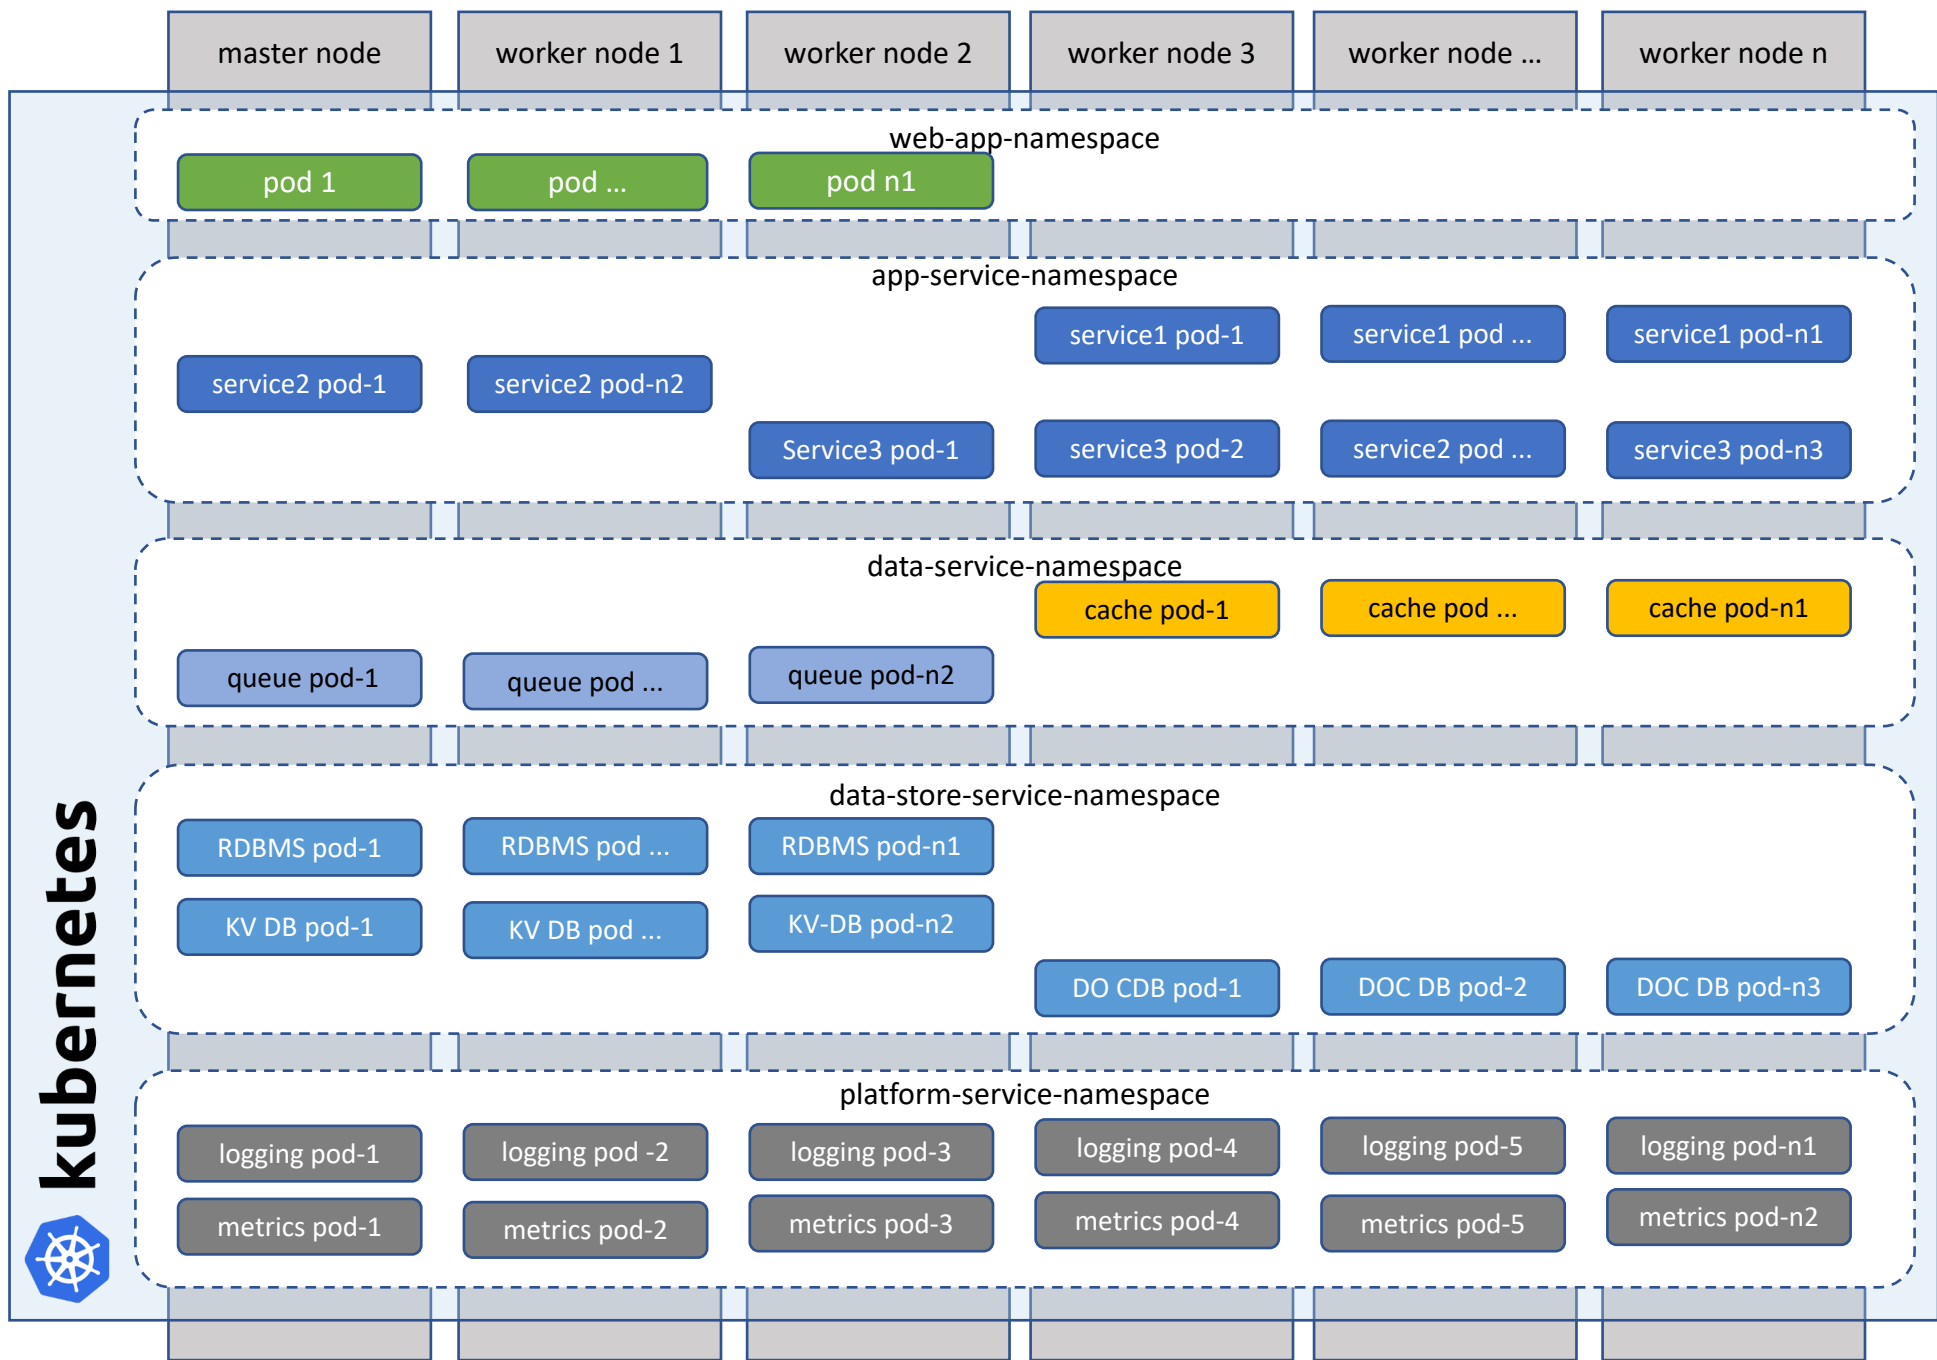 master node
worker node 1
worker node 2
worker node 3
worker node ...
worker node n
web-app-namespace
pod 1
pod ...
pod n1
app-service-namespace
service1 pod-1
service1 pod ...
service1 pod-n1
service2 pod-1
service2 pod-n2
Service3 pod-1
service3 pod-2
service2 pod ...
service3 pod-n3
data-service-namespace
cache pod-1
cache pod ...
cache pod-n1
queue pod-1
queue pod ...
queue pod-n2
data-store-service-namespace
RDBMS pod-1
RDBMS pod ...
RDBMS pod-n1
KV DB pod-1
KV DB pod ...
KV-DB pod-n2
DO CDB pod-1
DOC DB pod-2
DOC DB pod-n3
platform-service-namespace
logging pod-1
logging pod -2
logging pod-3
logging pod-4
logging pod-5
logging pod-n1
metrics pod-1
metrics pod-2
metrics pod-3
metrics pod-4
metrics pod-5
metrics pod-n2
kubernetes